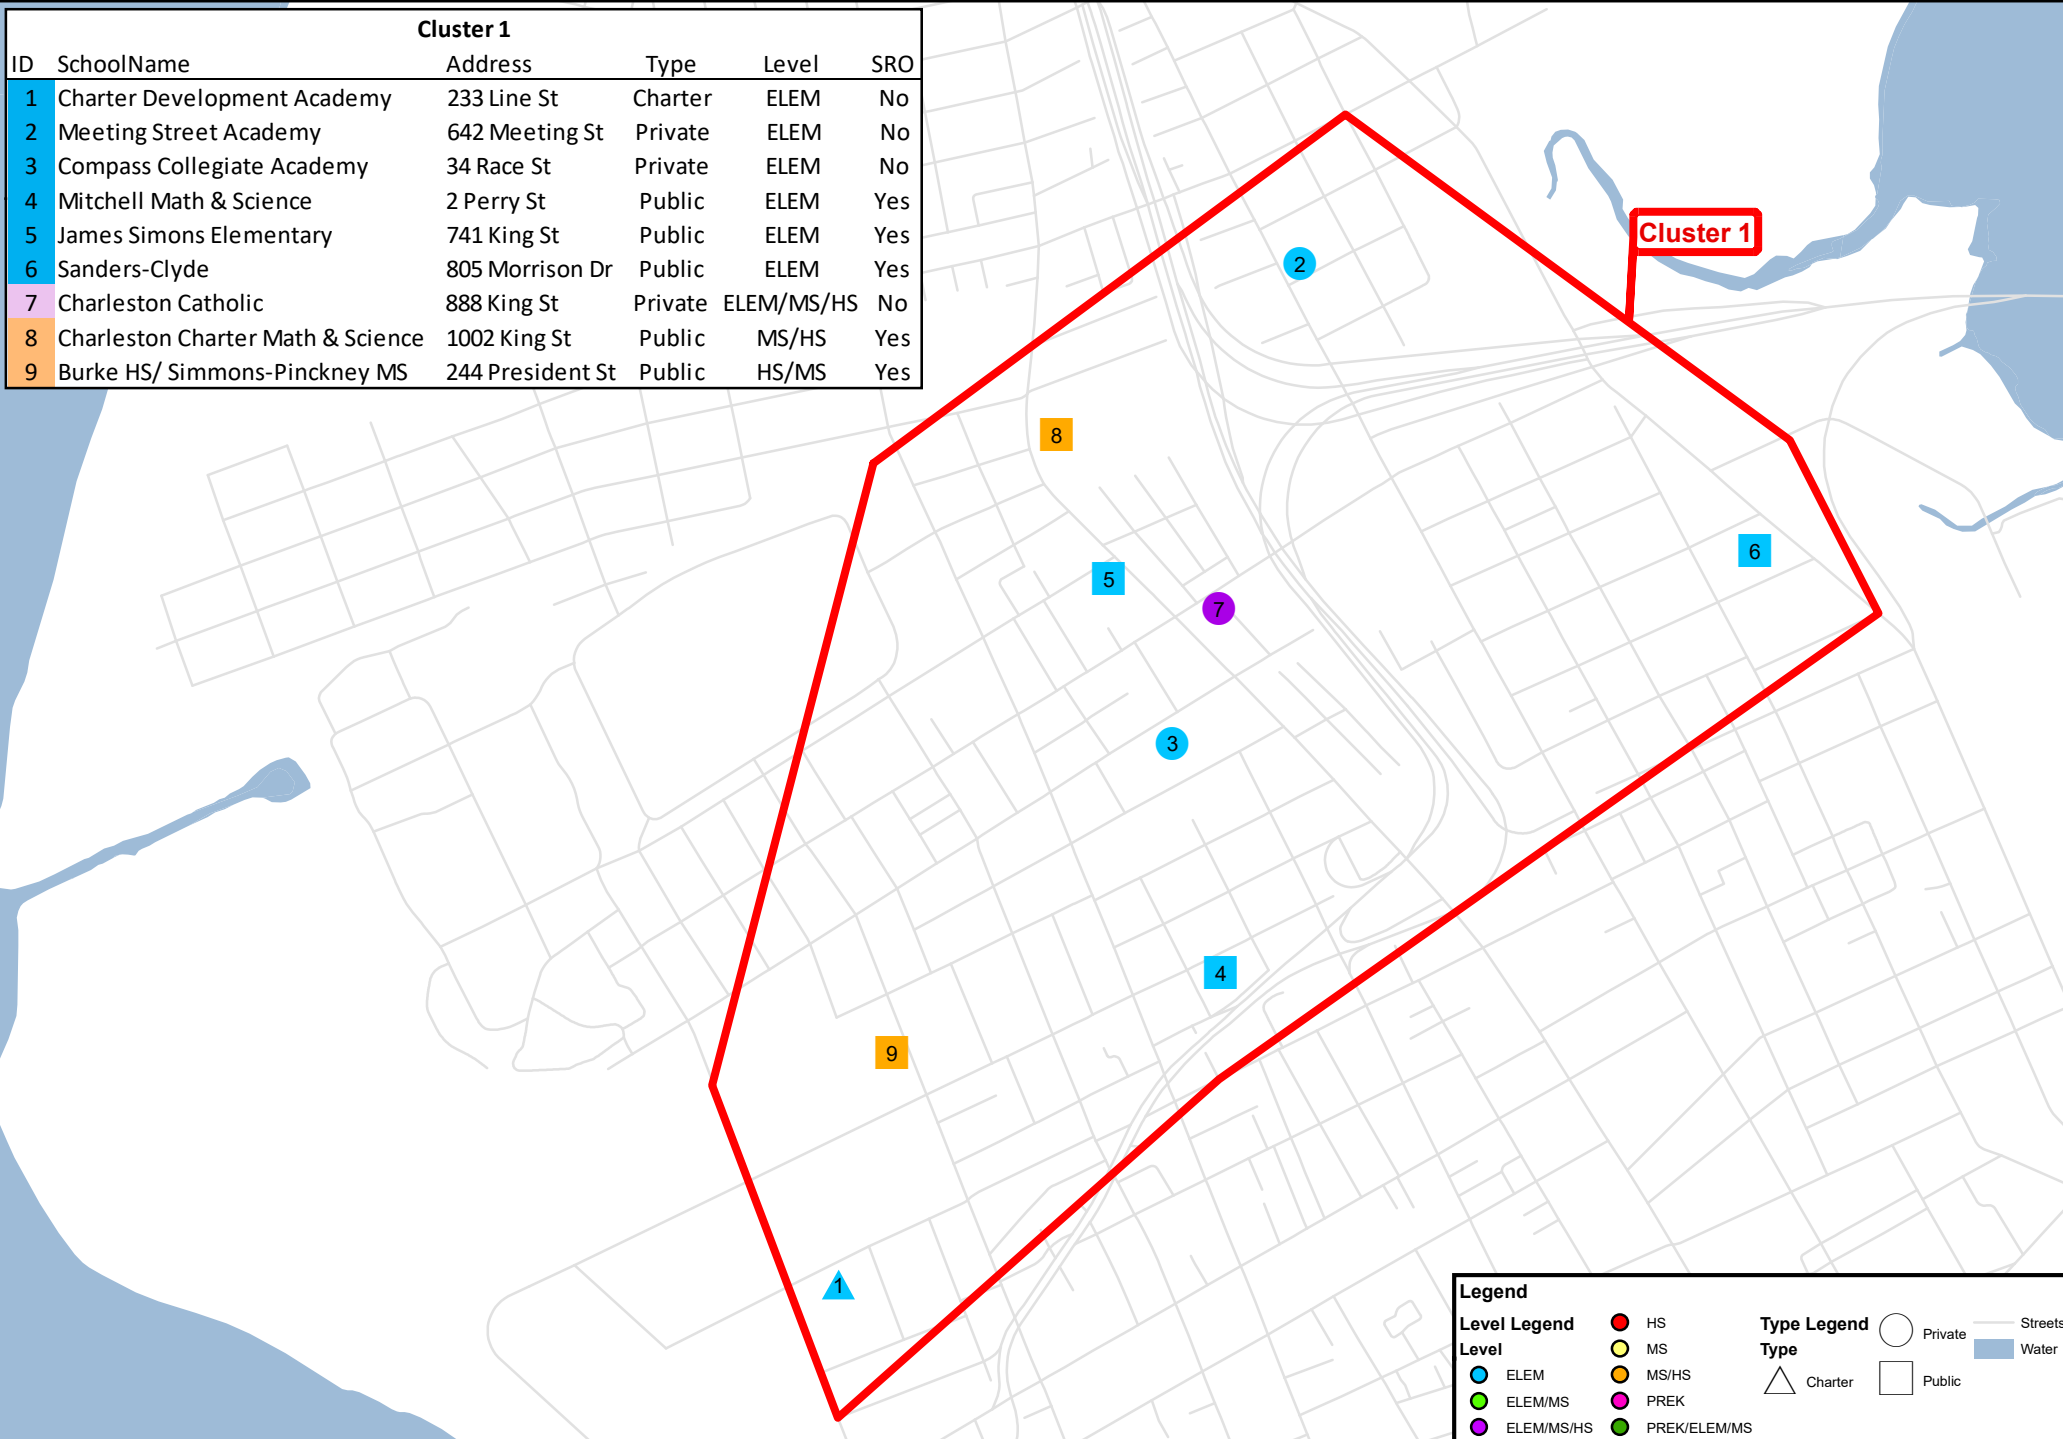 Cluster 1
ID SchoolName Address Type Level SRO
1 Charter Development Academy 233 Line St Charter ELEM No
2 Meeting Street Academy 642 Meeting St Private ELEM No
3 Compass Collegiate Academy 34 Race St Private ELEM No
4 Mitchell Math & Science 2 Perry St Public ELEM Yes
5 James Simons Elementary 741 King St Public ELEM Yes
6 Sanders-Clyde 805 Morrison Dr Public ELEM Yes
7 Charleston Catholic 888 King St Private ELEM/MS/HS No
8 Charleston Charter Math & Science 1002 King St Public MS/HS Yes
9 Burke HS/ Simmons-Pinckney MS 244 President St Public HS/MS Yes
Cluster 1
2
8
6
5
7
3
4
9
1
Legend
Level Legend
Level
ELEM
ELEM/MS
ELEM/MS/HS
HS
MS
MS/HS
PREK
PREK/ELEM/MS
Type Legend
Type
Charter
Private
Public
Streets
Water